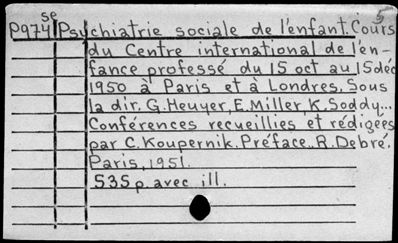 5
P974se Psychiatrie sociale de l'enfant. Cours
du Centre international de l'en-
fance professé du 15 oct au 15 déc
1950 à Paris et à Londres. Sous
la dir. G. Heuyer, E. Miller, K. Soddy...
Conférences recueillies et rédigées
par C. Koupernik. Préface. R. Debré.
Paris, 1951.
535 p. avec ill.